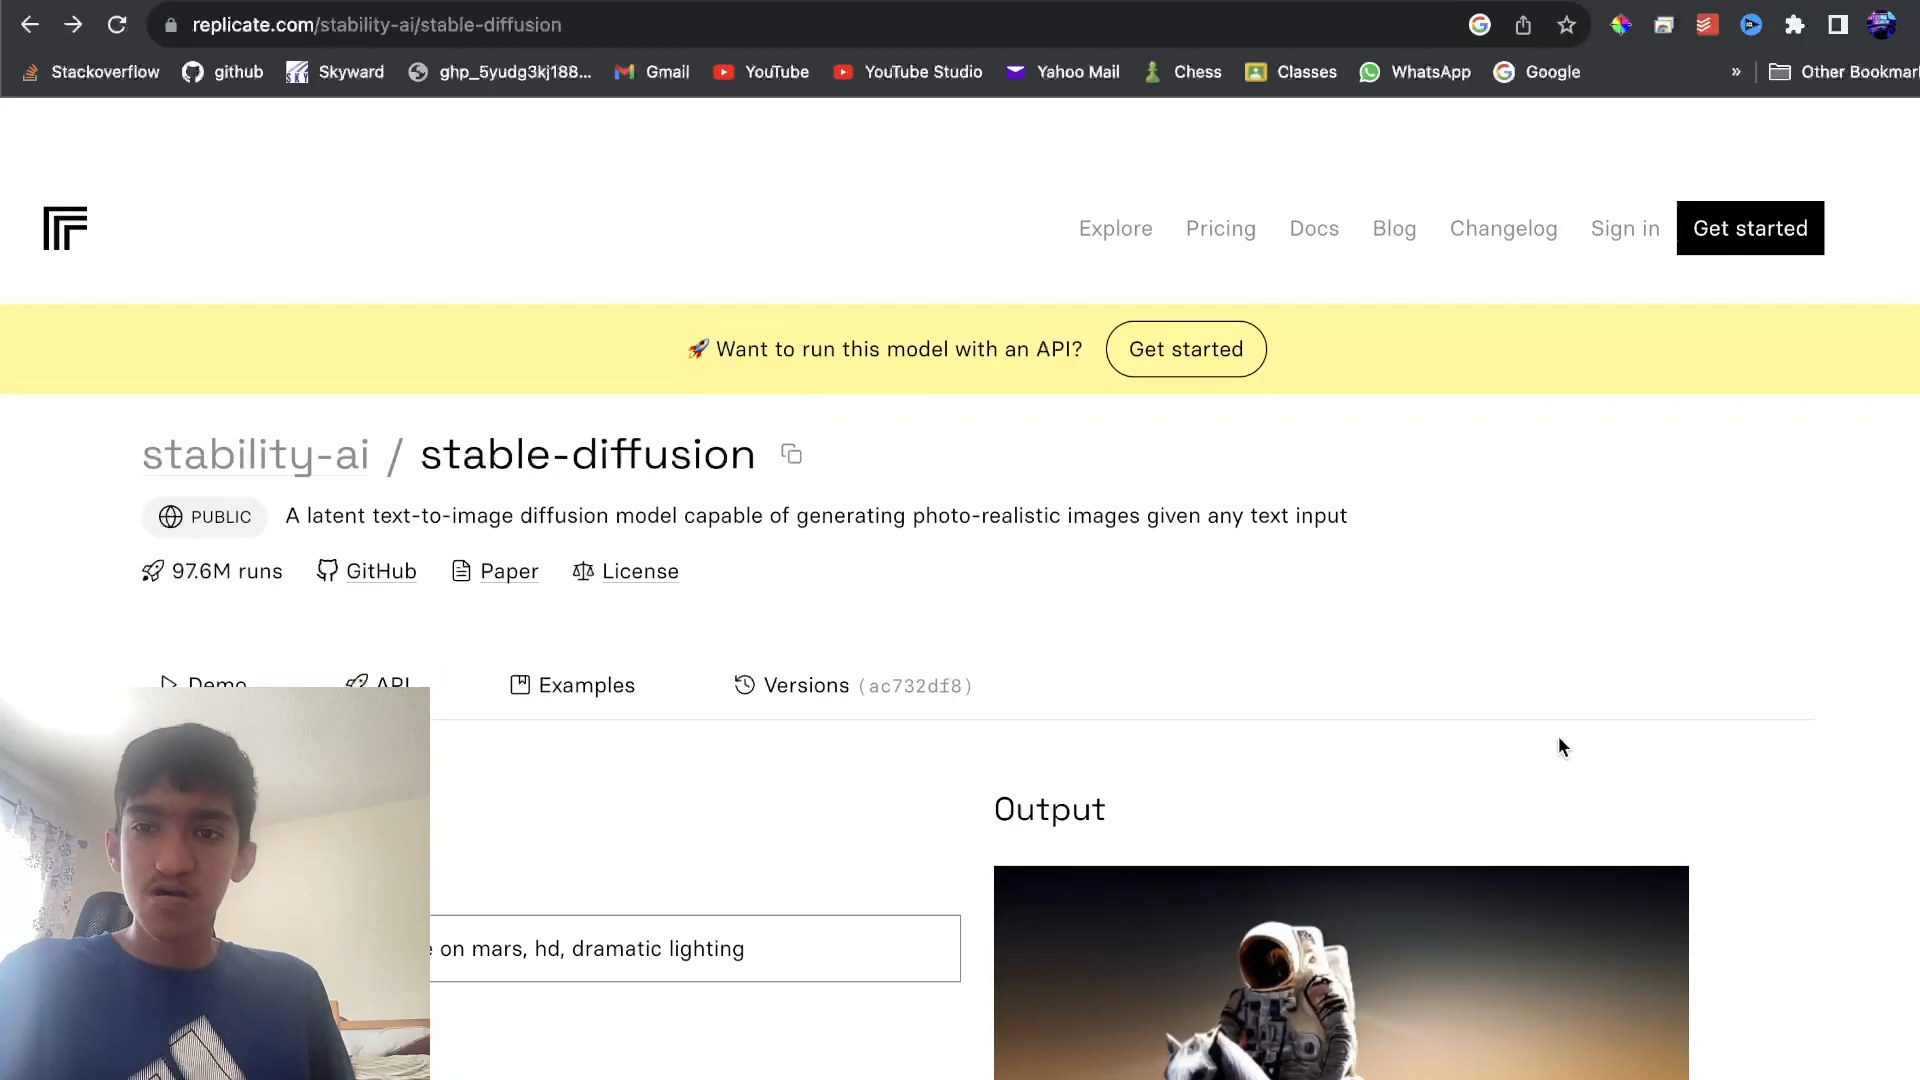 replicate.com/stability-ai/stable-diffusion
Stackoverflow github Skyward ghp_5yudg3kj188... Gmail YouTube YouTube Studio Yahoo Mail Chess Classes WhatsApp Google » Other Bookmar
Explore Pricing Docs Blog Changelog Sign in Get started
🚀 Want to run this model with an API? Get started
stability-ai / stable-diffusion
PUBLIC A latent text-to-image diffusion model capable of generating photo-realistic images given any text input
97.6M runs GitHub Paper License
Demo API Examples Versions (ac732df8)
Output
on mars, hd, dramatic lighting